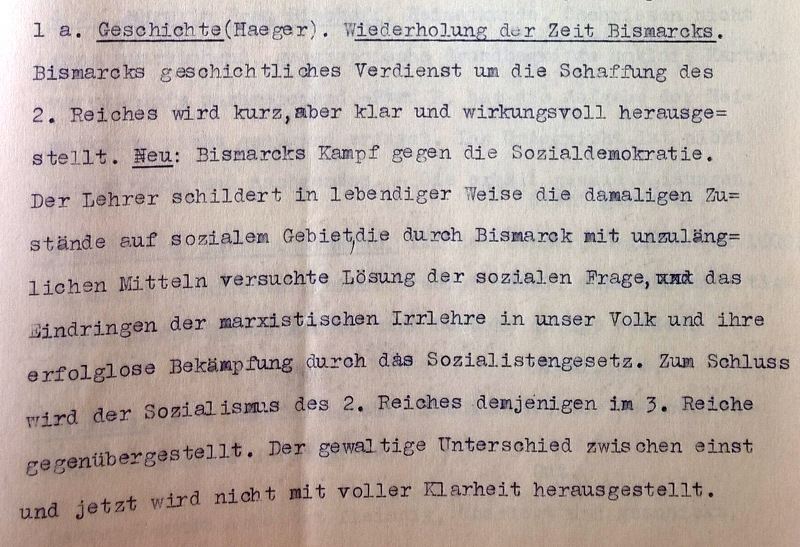 1 a. Geschichte(Haeger). Wiederholung der Zeit Bismarcks.
Bismarcks geschichtliches Verdienst um die Schaffung des
2. Reiches wird kurz,aber klar und wirkungsvoll herausge=
stellt. Neu: Bismarcks Kampf gegen die Sozialdemokratie.
Der Lehrer schildert in lebendiger Weise die damaligen Zu=
stände auf sozialem Gebiet,die durch Bismarck mit unzuläng=
lichen Mitteln versuchte Lösung der sozialen Frage, das
Eindringen der marxistischen Irrlehre in unser Volk und ihre
erfolglose Bekämpfung durch das Sozialistengesetz. Zum Schluss
wird der Sozialismus des 2. Reiches demjenigen im 3. Reiche
gegenübergestellt. Der gewaltige Unterschied zwischen einst
und jetzt wird nicht mit voller Klarheit herausgestellt.